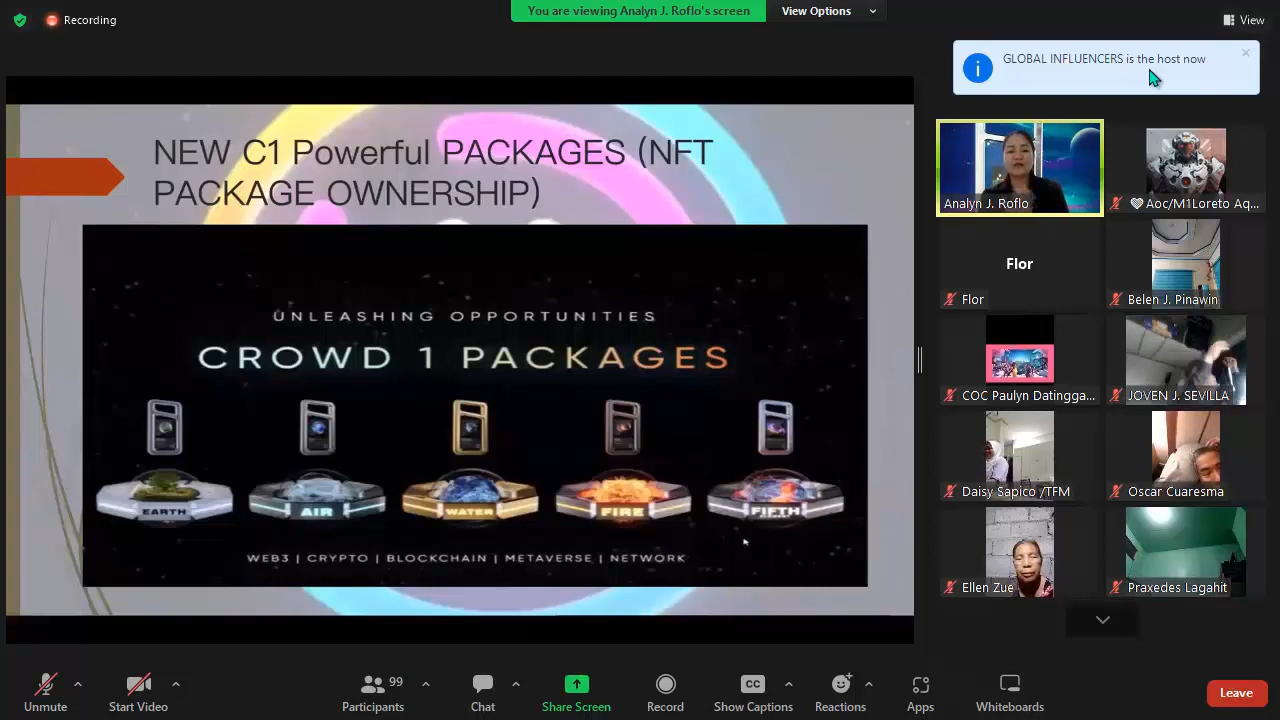 Recording
You are viewing Analyn J. Roflo's screen
View Options
View
GLOBAL INFLUENCERS is the host now
NEW C1 Powerful PACKAGES (NFT
PACKAGE OWNERSHIP)
UNLEASHING OPPORTUNITIES
CROWD 1 PACKAGES
EARTH
AIR
WATER
FIRE
FIFTH
WEB3 | CRYPTO | BLOCKCHAIN | METAVERSE | NETWORK
Analyn J. Roflo
Aoc/M1Loreto Aq...
Flor
Flor
Belen J. Pinawin
COC Paulyn Datingga...
JOVEN J. SEVILLA
Daisy Sapico /TFM
Oscar Cuaresma
Ellen Zue
Praxedes Lagahit
Unmute
Start Video
99
Participants
Chat
Share Screen
Record
CC
Show Captions
Reactions
Apps
Whiteboards
Leave